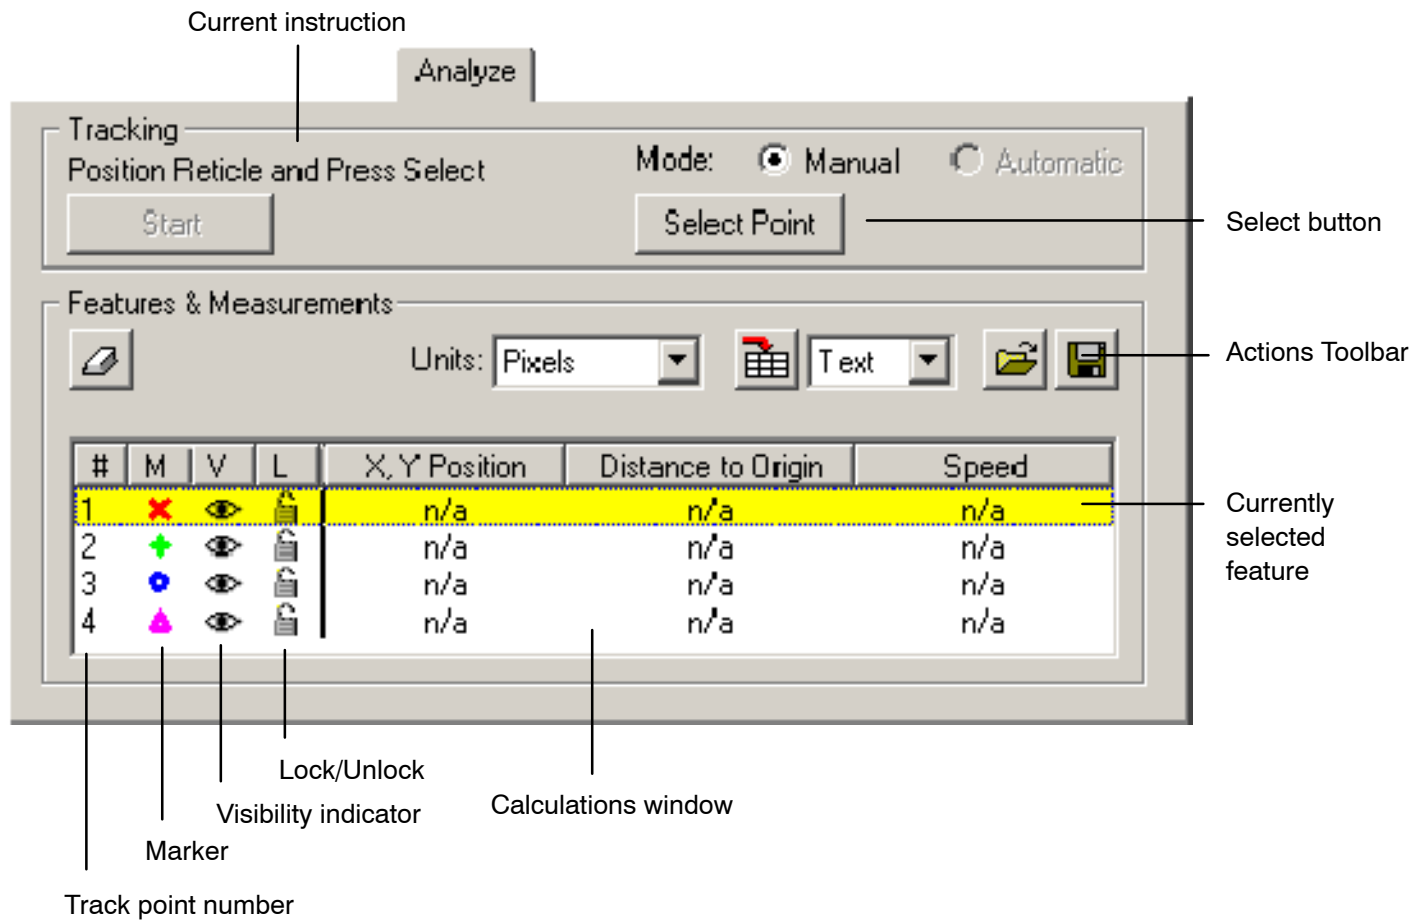 Current instruction
Analyze
Tracking
Position Reticle and Press Select
Mode: Manual Automatic
Start
Select Point
Select button
Features & Measurements
Units: Pixels Text
Actions Toolbar
# M V L X, Y Position Distance to Origin Speed
1 n/a n/a n/a
2 n/a n/a n/a
3 n/a n/a n/a
4 n/a n/a n/a
Currently
selected
feature
Lock/Unlock
Calculations window
Visibility indicator
Marker
Track point number